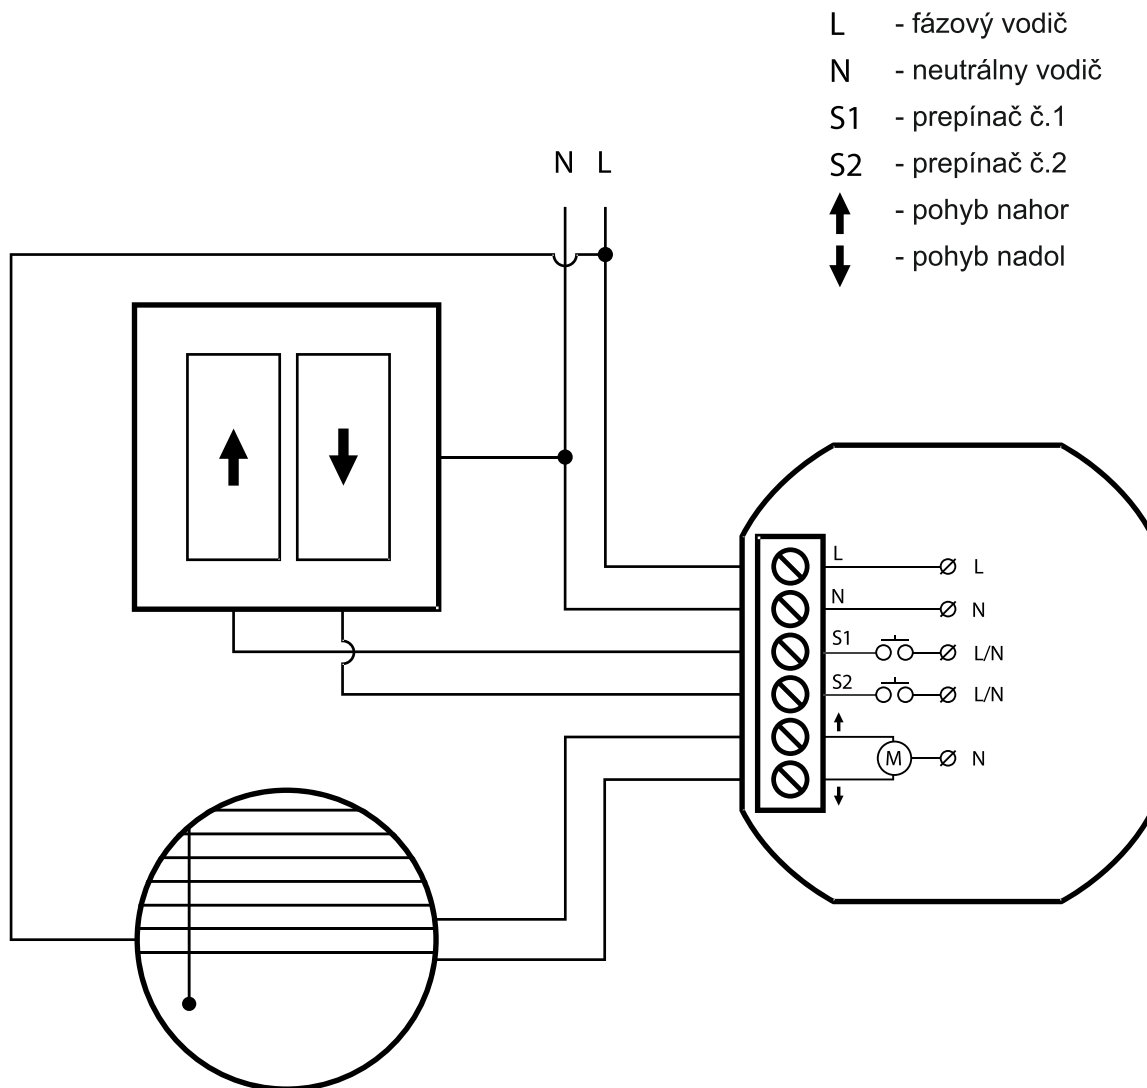 L - fázový vodič
N - neutrálny vodič
S1 - prepínač č.1
S2 - prepínač č.2
- pohyb nahor
- pohyb nadol
N L
L L
N N
S1 L/N
S2 L/N
M N